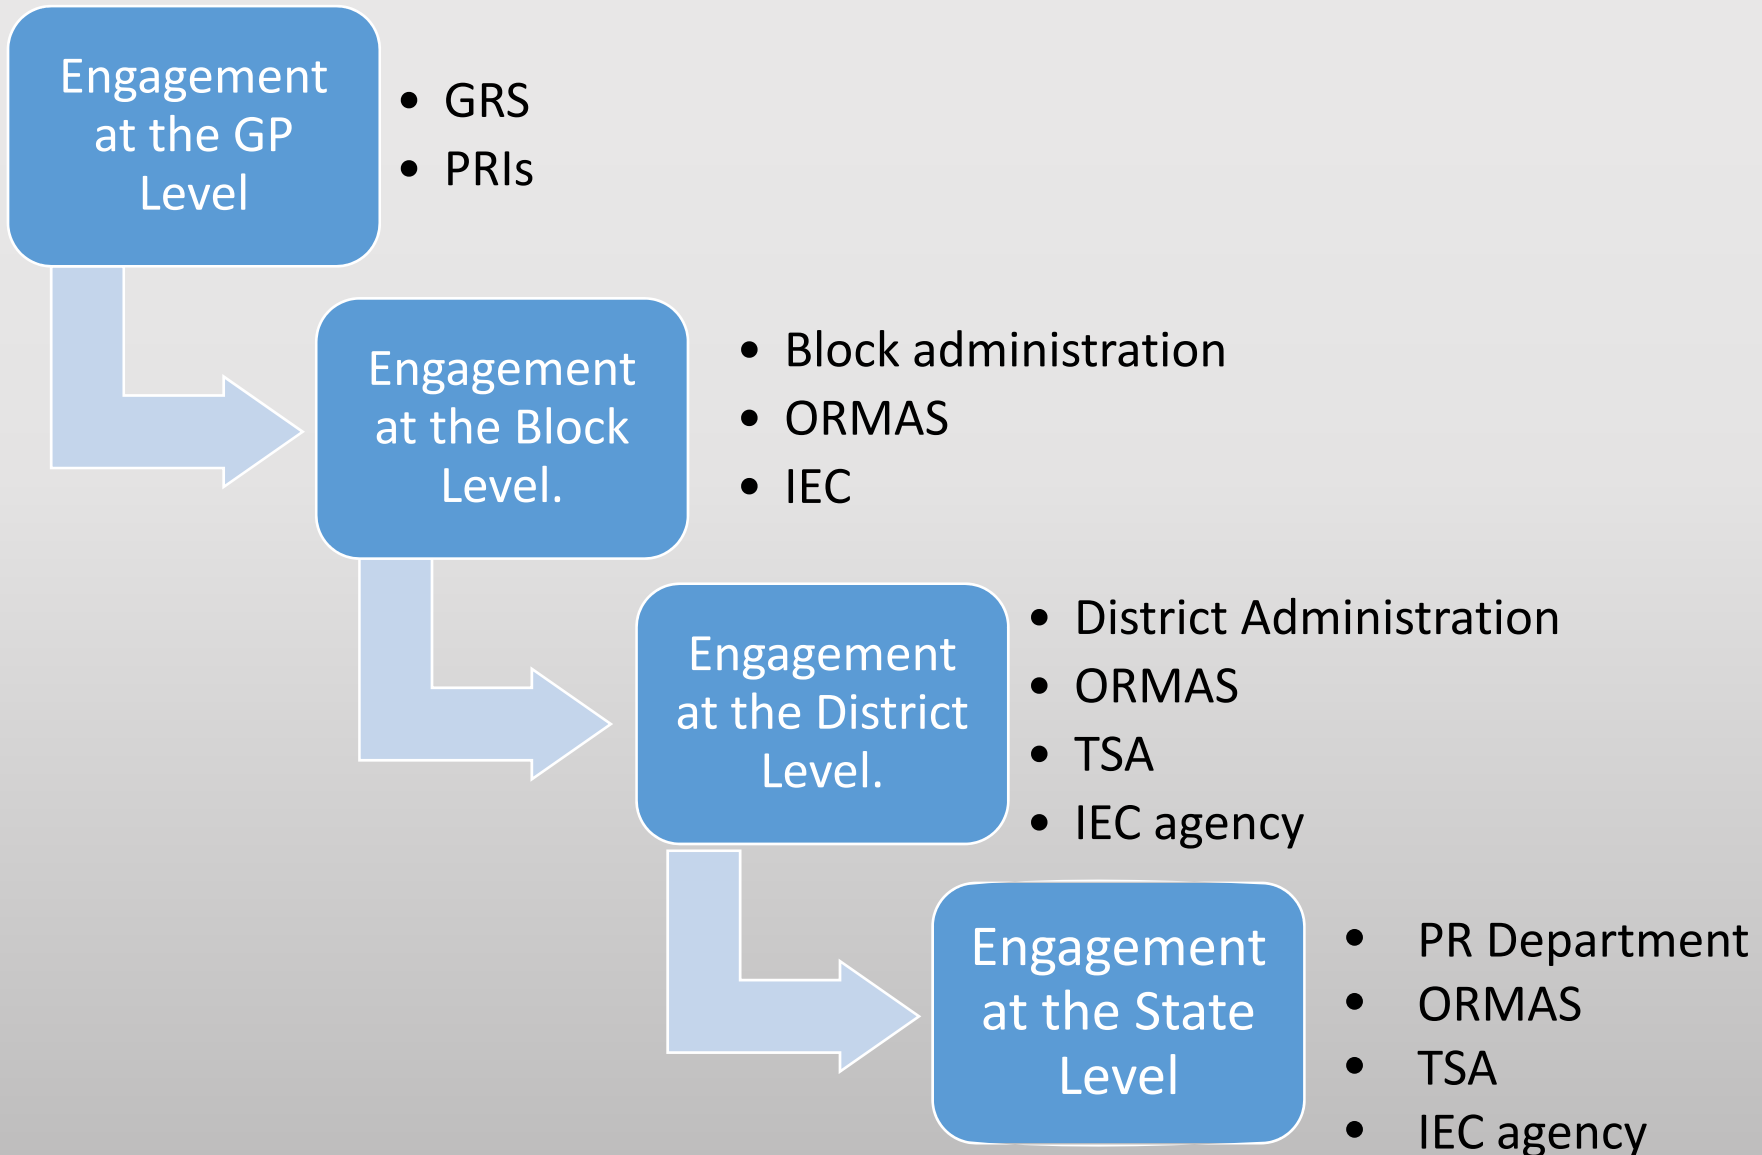 Engagement
at the GP
Level
• GRS
• PRIs
Engagement
at the Block
Level.
• Block administration
• ORMAS
• IEC
Engagement
at the District
Level.
• District Administration
• ORMAS
• TSA
• IEC agency
Engagement
at the State
Level
• PR Department
• ORMAS
• TSA
• IEC agency